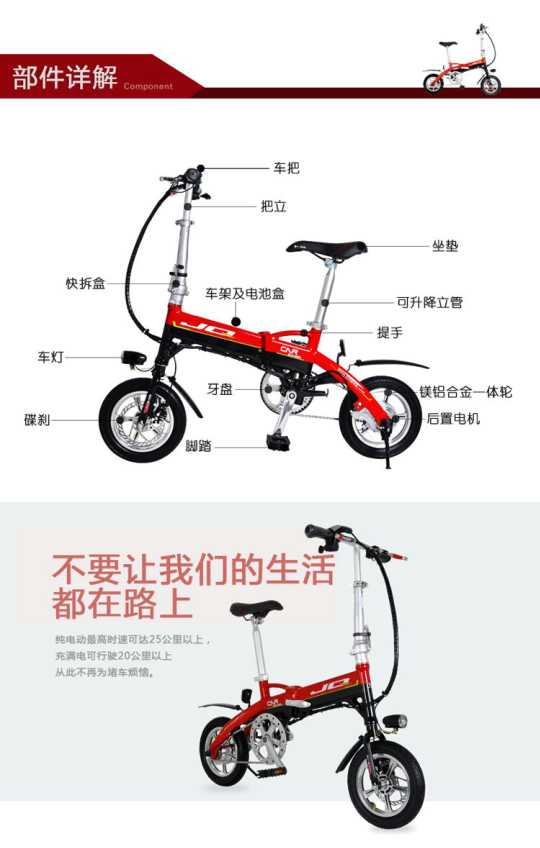 部件详解 Component
车把
把立
坐垫
快拆盒
车架及电池盒
可升降立管
提手
车灯
牙盘
镁铝合金一体轮
碟刹
后置电机
脚踏
JQ
不要让我们的生活
都在路上
纯电动最高时速可达25公里以上，
充满电可行驶20公里以上
从此不再为堵车烦恼。
JQ